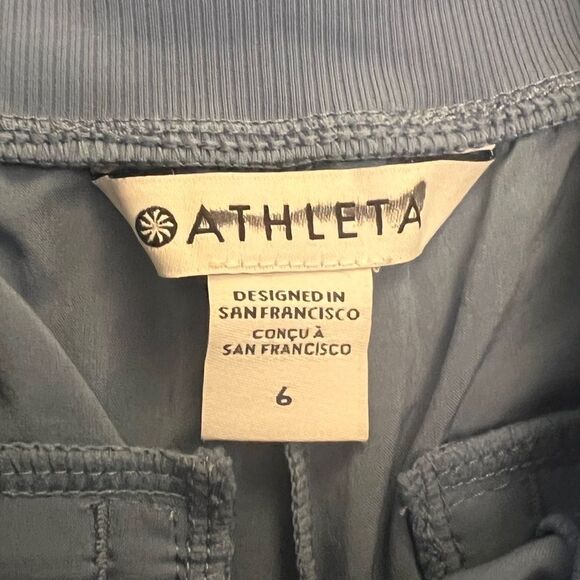 ATHLETA
DESIGNED IN
SAN FRANCISCO
CONÇU À
SAN FRANCISCO
6